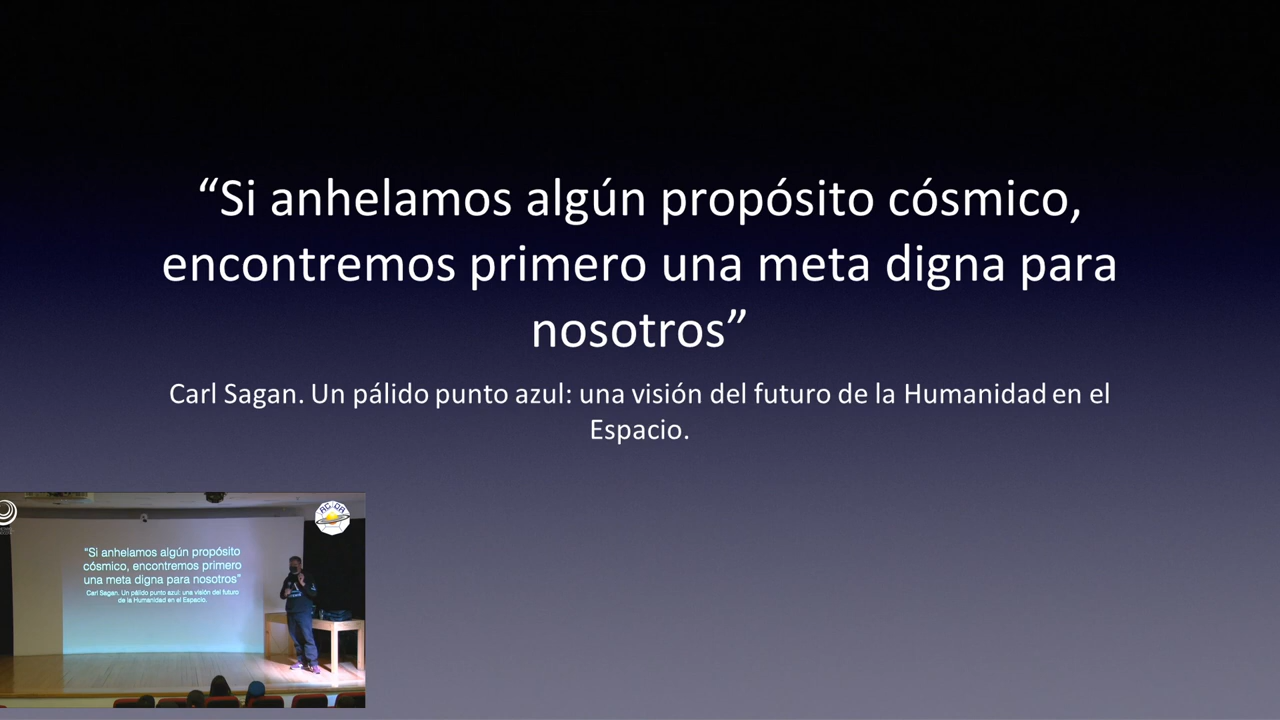 “Si anhelamos algún propósito cósmico,
encontremos primero una meta digna para
nosotros”
Carl Sagan. Un pálido punto azul: una visión del futuro de la Humanidad en el
Espacio.
"Si anhelamos algún propósito
cósmico, encontremos primero
una meta digna para nosotros"
Carl Sagan. Un pálido punto azul: una visión del futuro
de la Humanidad en el Espacio.